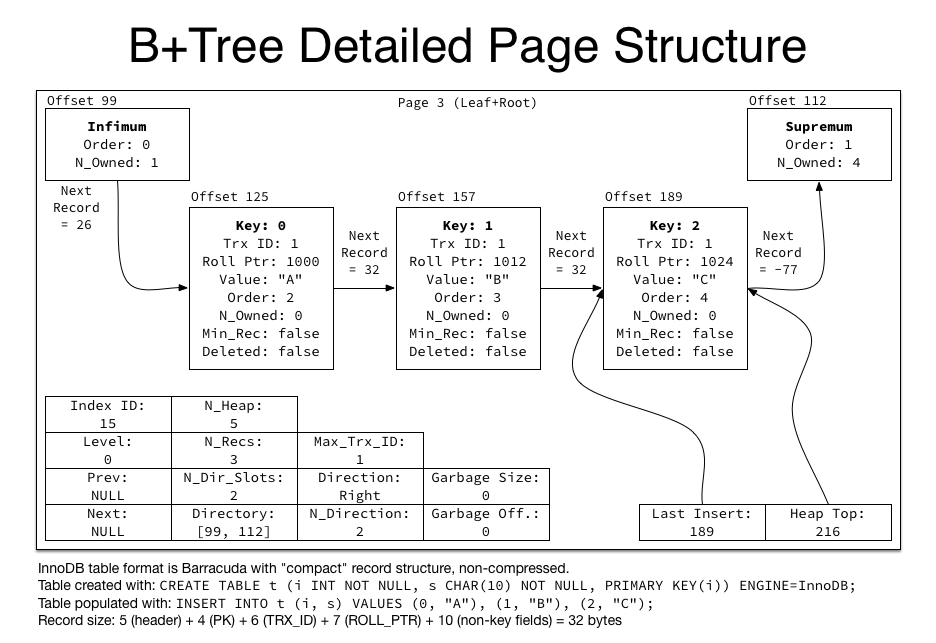 B+Tree Detailed Page Structure
Page 3 (Leaf+Root)
Offset 99
Infimum
Order: 0
N_Owned: 1
Next
Record
= 26
Offset 125
Key: 0
Trx ID: 1
Roll Ptr: 1000
Value: "A"
Order: 2
N_Owned: 0
Min_Rec: false
Deleted: false
Next
Record
= 32
Offset 157
Key: 1
Trx ID: 1
Roll Ptr: 1012
Value: "B"
Order: 3
N_Owned: 0
Min_Rec: false
Deleted: false
Next
Record
= 32
Offset 189
Key: 2
Trx ID: 1
Roll Ptr: 1024
Value: "C"
Order: 4
N_Owned: 0
Min_Rec: false
Deleted: false
Next
Record
= -77
Offset 112
Supremum
Order: 1
N_Owned: 4
Index ID:
15
N_Heap:
5
Level:
0
N_Recs:
3
Max_Trx_ID:
1
Prev:
NULL
N_Dir_Slots:
2
Direction:
Right
Garbage Size:
0
Next:
NULL
Directory:
[99, 112]
N_Direction:
2
Garbage Off.:
0
Last Insert:
189
Heap Top:
216
InnoDB table format is Barracuda with "compact" record structure, non-compressed.
Table created with: CREATE TABLE t (i INT NOT NULL, s CHAR(10) NOT NULL, PRIMARY KEY(i)) ENGINE=InnoDB;
Table populated with: INSERT INTO t (i, s) VALUES (0, "A"), (1, "B"), (2, "C");
Record size: 5 (header) + 4 (PK) + 6 (TRX_ID) + 7 (ROLL_PTR) + 10 (non-key fields) = 32 bytes